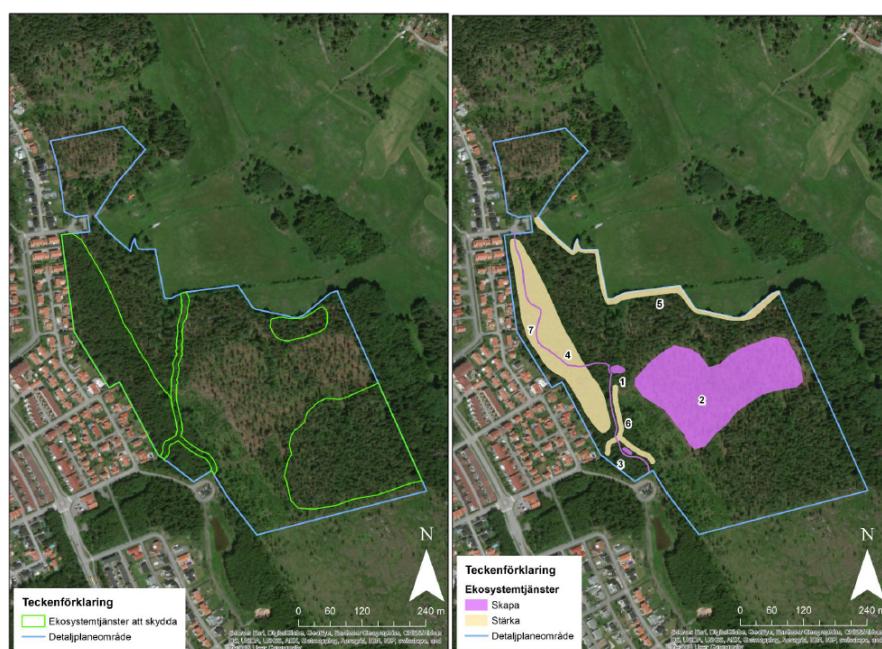 N
Teckenförklaring
Ekosystemtjänster att skydda
Detaljplaneområde
0 60 120 240 m
5
7
4
1
2
6
3
N
Teckenförklaring
Ekosystemtjänster
Skapa
Stärka
Detaljplaneområde
0 60 120 240 m